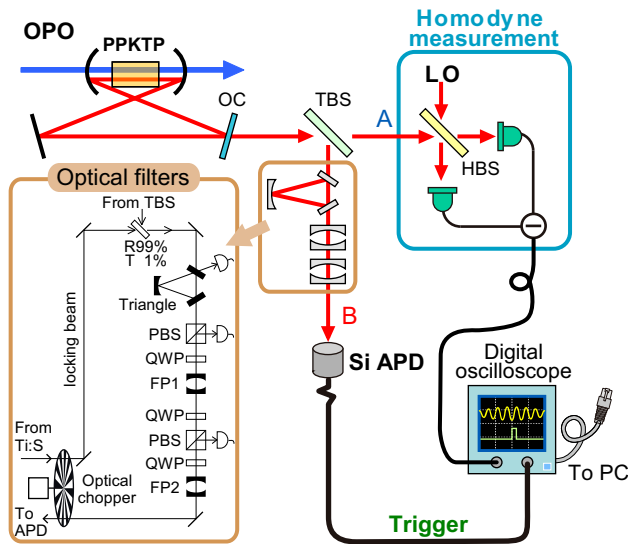 OPO
PPKTP
OC
TBS
A
Homodyne
measurement
LO
HBS
Optical filters
From TBS
R99%
T 1%
Triangle
locking beam
PBS
QWP
FP1
QWP
PBS
QWP
FP2
From
Ti:S
Optical
chopper
To
APD
B
Si APD
Digital
oscilloscope
To PC
Trigger